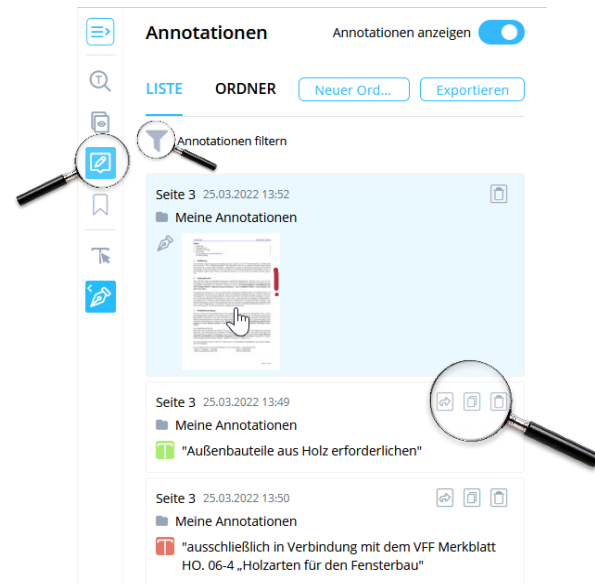 Annotationen
Annotationen anzeigen
LISTE
ORDNER
Neuer Ord...
Exportieren
Annotationen filtern
Seite 3 25.03.2022 13:52
Meine Annotationen
Seite 3 25.03.2022 13:49
Meine Annotationen
"Außenbauteile aus Holz erforderlichen"
Seite 3 25.03.2022 13:50
Meine Annotationen
"ausschließlich in Verbindung mit dem VFF Merkblatt
HO. 06-4 „Holzarten für den Fensterbau"